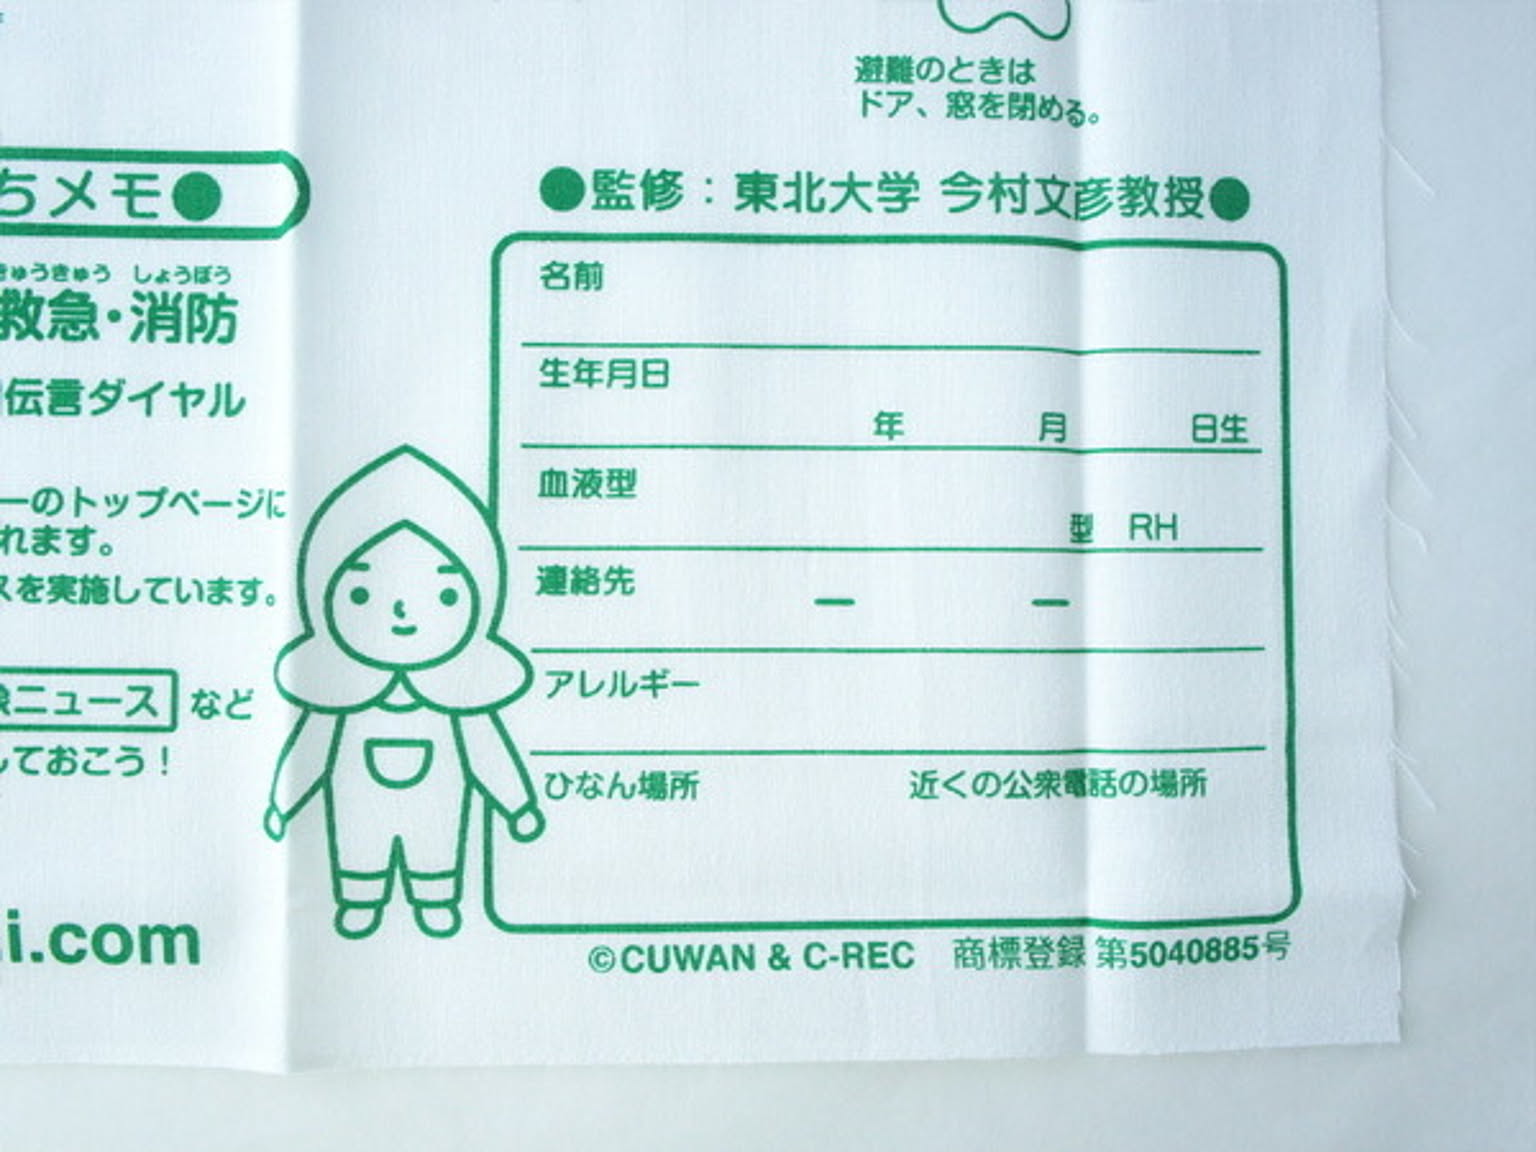 避難のときは
ドア、窓を閉める。
ちメモ●
きゅうきゅう しょうぼう
救急・消防
伝言ダイヤル
ーのトップページに
れます。
スを実施しています。
ニュース など
しておこう!
i.com
●監修：東北大学 今村文彦教授●
名前
生年月日
年 月 日生
血液型
型 RH
連絡先
ー ー
アレルギー
ひなん場所 近くの公衆電話の場所
©CUWAN & C-REC 商標登録 第5040885号